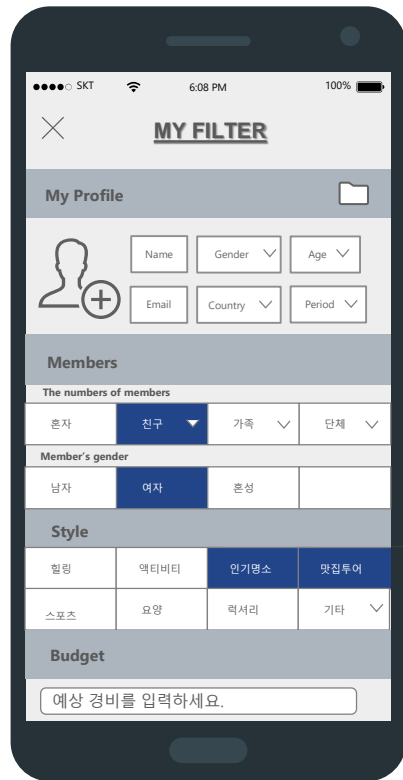 SKT 6:08 PM 100%
MY FILTER
My Profile
Name Gender Age
Email Country Period
Members
The numbers of members
혼자 친구 가족 단체
Member's gender
남자 여자 혼성
Style
힐링 액티비티 인기명소 맛집투어
스포츠 요양 럭셔리 기타
Budget
예상 경비를 입력하세요.